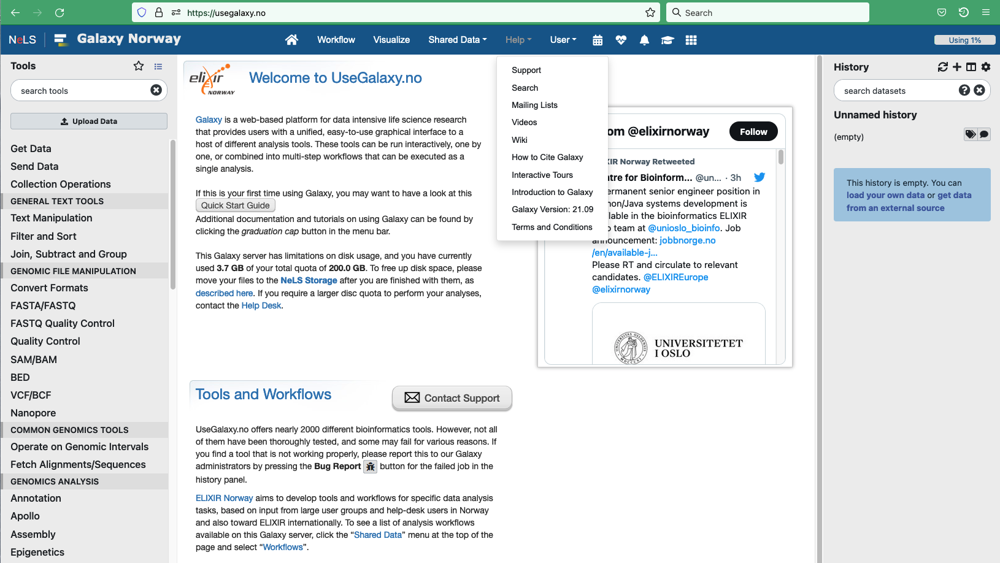 https://usegalaxy.no
Search
NeLS
Galaxy Norway
Workflow
Visualize
Shared Data
Help
User
Using 1%
Tools
search tools
Upload Data
Get Data
Send Data
Collection Operations
GENERAL TEXT TOOLS
Text Manipulation
Filter and Sort
Join, Subtract and Group
GENOMIC FILE MANIPULATION
Convert Formats
FASTA/FASTQ
FASTQ Quality Control
Quality Control
SAM/BAM
BED
VCF/BCF
Nanopore
COMMON GENOMICS TOOLS
Operate on Genomic Intervals
Fetch Alignments/Sequences
GENOMICS ANALYSIS
Annotation
Apollo
Assembly
Epigenetics
elixir
NORWAY
Welcome to UseGalaxy.no
Galaxy is a web-based platform for data intensive life science research
that provides users with a unified, easy-to-use graphical interface to a
host of different analysis tools. These tools can be run interactively, one by
one, or combined into multi-step workflows that can be executed as a
single analysis.
If this is your first time using Galaxy, you may want to have a look at this
Quick Start Guide
Additional documentation and tutorials on using Galaxy can be found by
clicking the graduation cap button in the menu bar.
This Galaxy server has limitations on disk usage, and you have currently
used 3.7 GB of your total quota of 200.0 GB. To free up disk space, please
move your files to the NeLS Storage after you are finished with them, as
described here. If you require a larger disc quota to perform your analyses,
contact the Help Desk.
Tools and Workflows
Contact Support
UseGalaxy.no offers nearly 2000 different bioinformatics tools. However, not all
of them have been thoroughly tested, and some may fail for various reasons. If
you find a tool that is not working properly, please report this to our Galaxy
administrators by pressing the Bug Report button for the failed job in the
history panel.
ELIXIR Norway aims to develop tools and workflows for specific data analysis
tasks, based on input from large user groups and help-desk users in Norway
and also toward ELIXIR internationally. To see a list of analysis workflows
available on this Galaxy server, click the “Shared Data” menu at the top of the
page and select “Workflows”.
Support
Search
Mailing Lists
Videos
Wiki
How to Cite Galaxy
Interactive Tours
Introduction to Galaxy
Galaxy Version: 21.09
Terms and Conditions
om @elixirnorway
Follow
IR Norway Retweeted
ntre for Bioinform... @un... · 3h
ermanent senior engineer position in
on/Java systems development is
lable in the bioinformatics ELIXIR
team at @unioslo_bioinfo. Job
announcement: jobbnorge.no
/en/available-j...
Please RT and circulate to relevant
candidates. @ELIXIREurope
@elixirnorway
UNIVERSITETET
I OSLO
History
search datasets
Unnamed history
(empty)
This history is empty. You can
load your own data or get data
from an external source